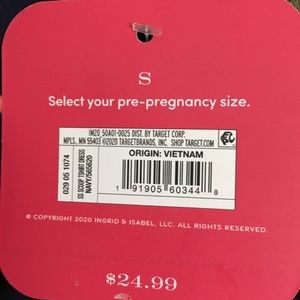 S
Select your pre-pregnancy size.
IM20_50A01-0025 DIST. BY TARGET CORP.
MPLS, MN 55403 ©2020 TARGETBRANDS, INC. SHOP TARGET.COM
029 05 1074
SS SCOOP TSHIRT DRESS
NAVY/565620
ORIGIN: VIETNAM
1 91905 60344 8
© COPYRIGHT 2020 INGRID & ISABEL, LLC. ALL RIGHTS RESERVED.
$24.99